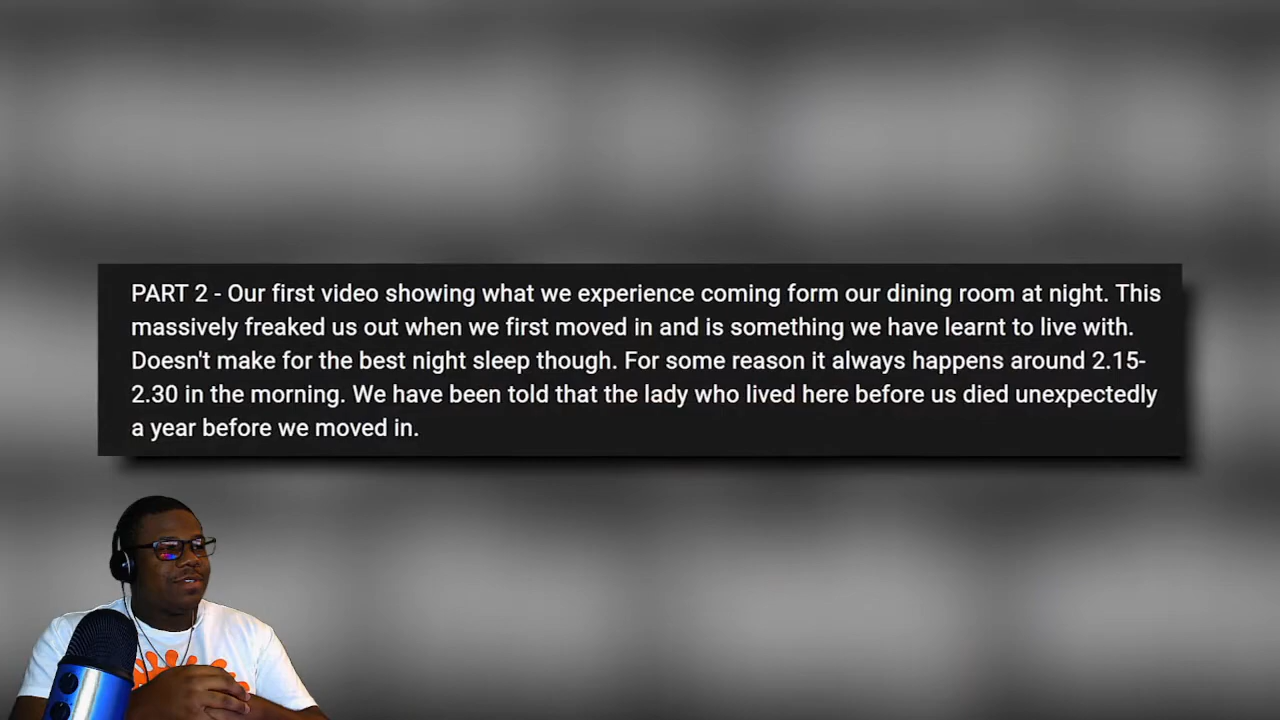 PART 2 - Our first video showing what we experience coming form our dining room at night. This
massively freaked us out when we first moved in and is something we have learnt to live with.
Doesn't make for the best night sleep though. For some reason it always happens around 2.15-
2.30 in the morning. We have been told that the lady who lived here before us died unexpectedly
a year before we moved in.